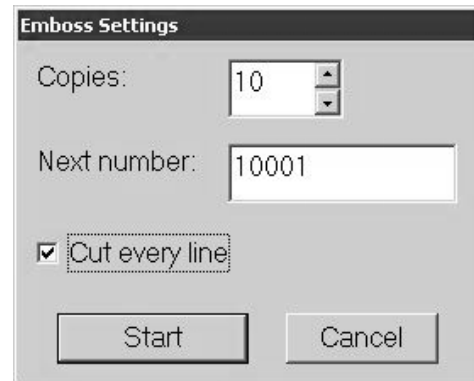 Emboss Settings
Copies: 10
Next number: 10001
Cut every line
Start Cancel